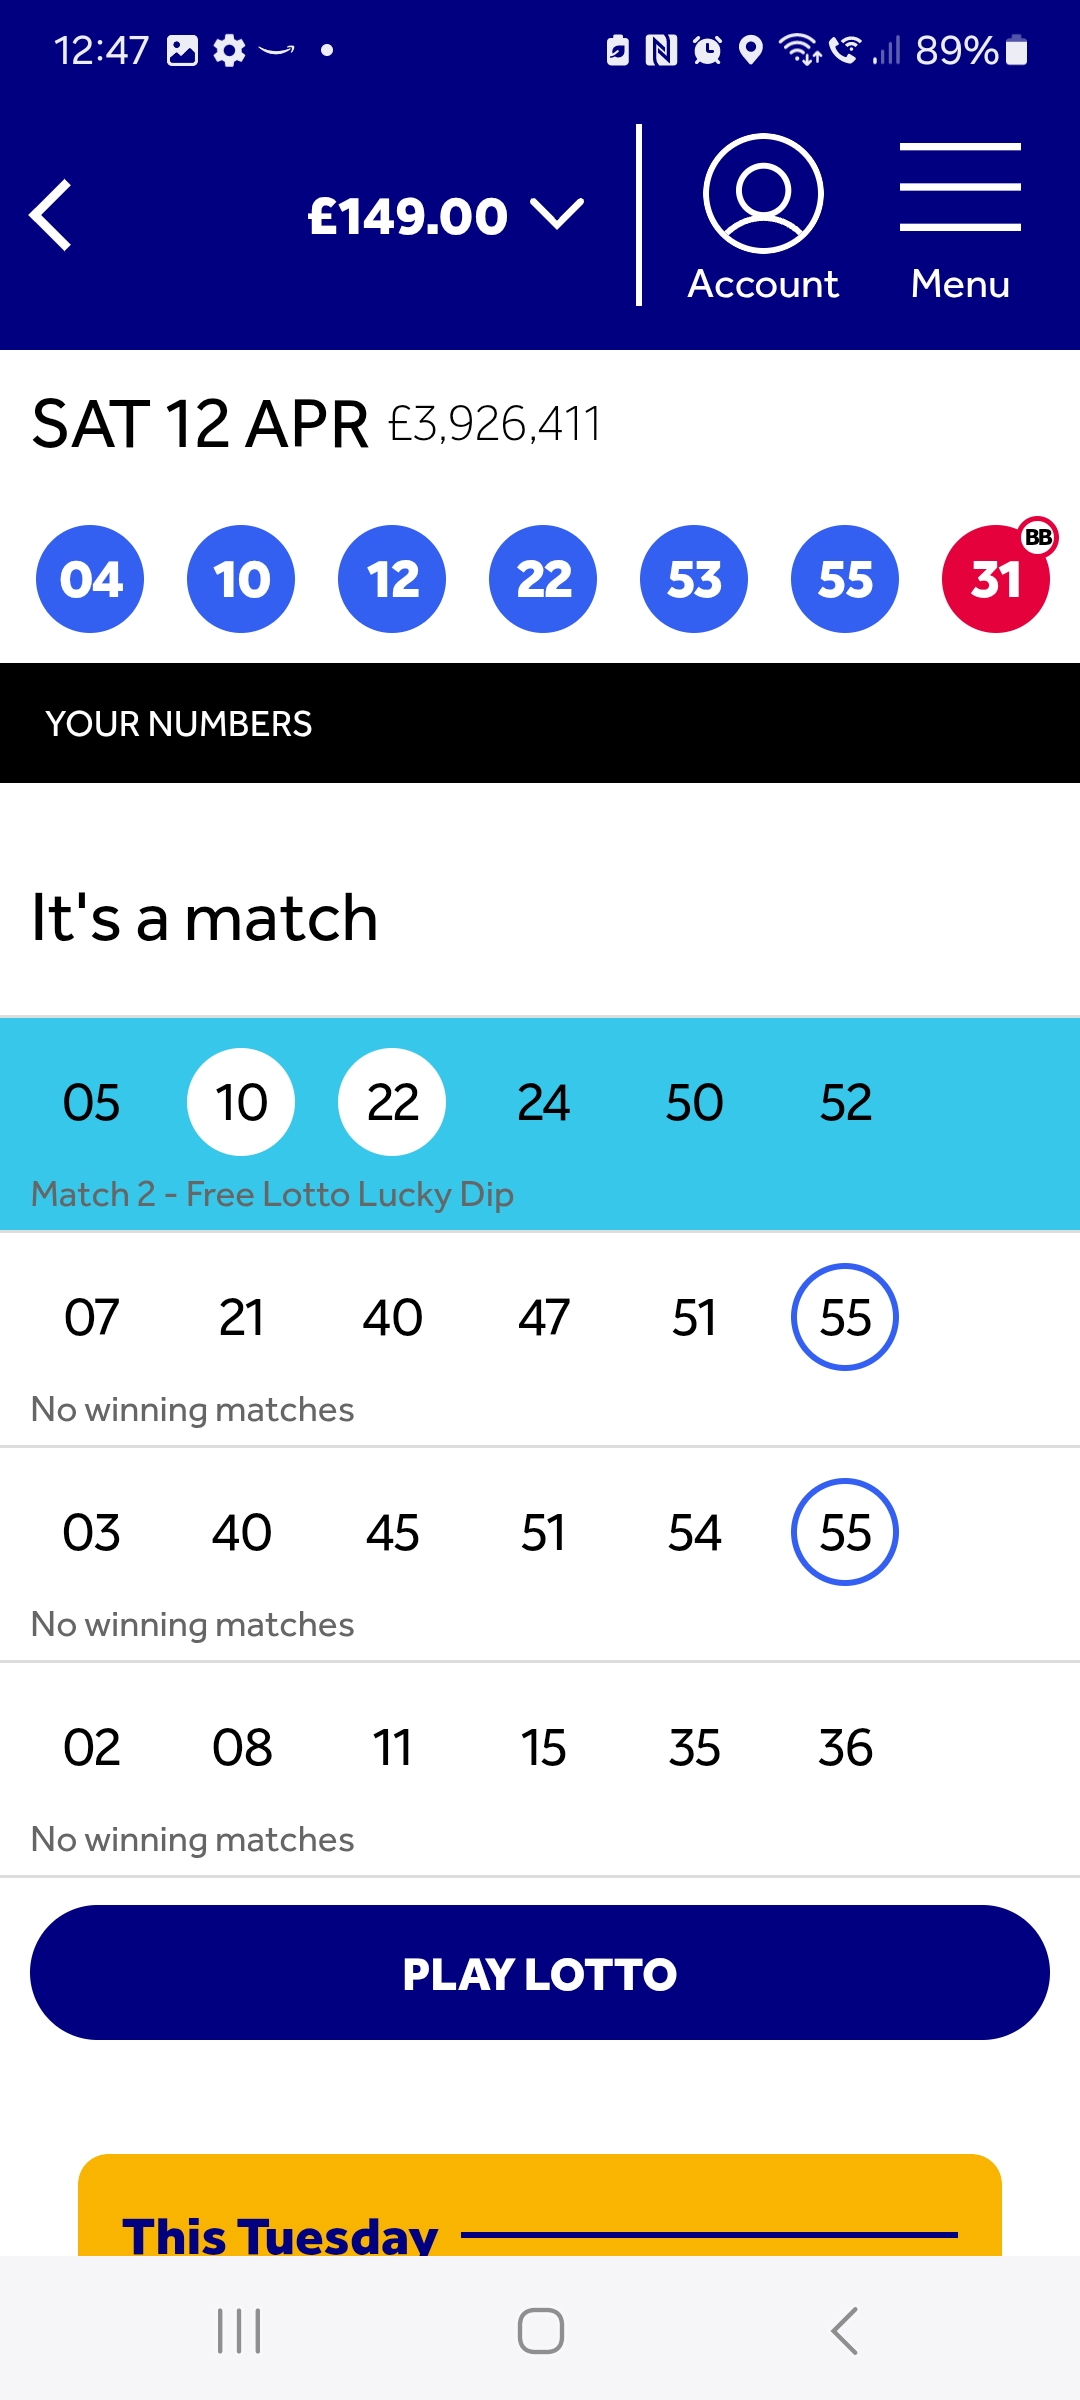 12:47 89%
£149.00
Account Menu
SAT 12 APR £3,926,411
04 10 12 22 53 55 31 BB
YOUR NUMBERS
It's a match
05 10 22 24 50 52
Match 2 - Free Lotto Lucky Dip
07 21 40 47 51 55
No winning matches
03 40 45 51 54 55
No winning matches
02 08 11 15 35 36
No winning matches
PLAY LOTTO
This Tuesday